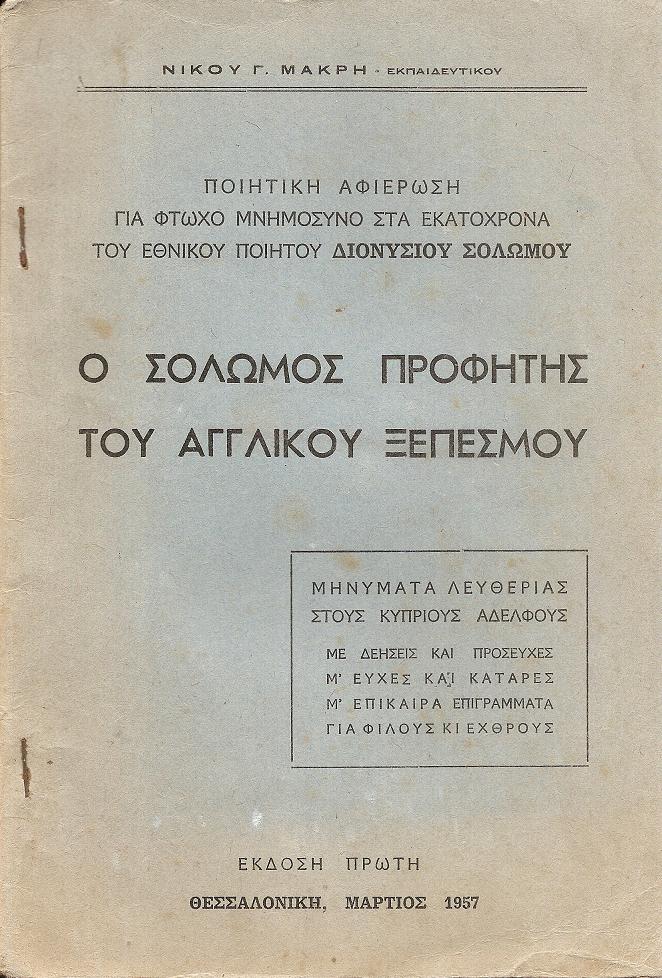 ΝΙΚΟΥ Γ. ΜΑΚΡΗ - ΕΚΠΑΙΔΕΥΤΙΚΟΥ
ΠΟΙΗΤΙΚΗ ΑΦΙΕΡΩΣΗ
ΓΙΑ ΦΤΩΧΟ ΜΝΗΜΟΣΥΝΟ ΣΤΑ ΕΚΑΤΟΧΡΟΝΑ
ΤΟΥ ΕΘΝΙΚΟΥ ΠΟΙΗΤΟΥ ΔΙΟΝΥΣΙΟΥ ΣΟΛΩΜΟΥ
Ο ΣΟΛΩΜΟΣ ΠΡΟΦΗΤΗΣ
ΤΟΥ ΑΓΓΛΙΚΟΥ ΞΕΠΕΣΜΟΥ
ΜΗΝΥΜΑΤΑ ΛΕΥΘΕΡΙΑΣ
ΣΤΟΥΣ ΚΥΠΡΙΟΥΣ ΑΔΕΛΦΟΥΣ
ΜΕ ΔΕΗΣΕΙΣ ΚΑΙ ΠΡΟΣΕΥΧΕΣ
Μ' ΕΥΧΕΣ ΚΑΙ ΚΑΤΑΡΕΣ
Μ' ΕΠΙΚΑΙΡΑ ΕΠΙΓΡΑΜΜΑΤΑ
ΓΙΑ ΦΙΛΟΥΣ ΚΙ ΕΧΘΡΟΥΣ
ΕΚΔΟΣΗ ΠΡΩΤΗ
ΘΕΣΣΑΛΟΝΙΚΗ, ΜΑΡΤΙΟΣ 1957